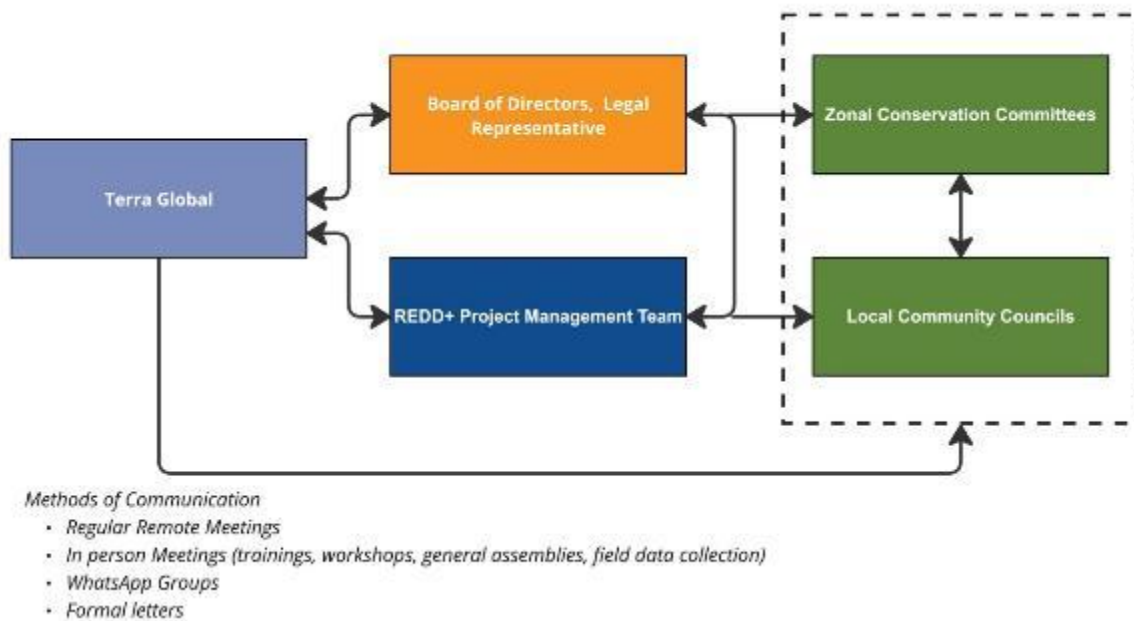 Board of Directors, Legal
Representative
Zonal Conservation Committees
Terra Global
REDD+ Project Management Team
Local Community Councils
Methods of Communication
• Regular Remote Meetings
• In person Meetings (trainings, workshops, general assemblies, field data collection)
• WhatsApp Groups
• Formal letters